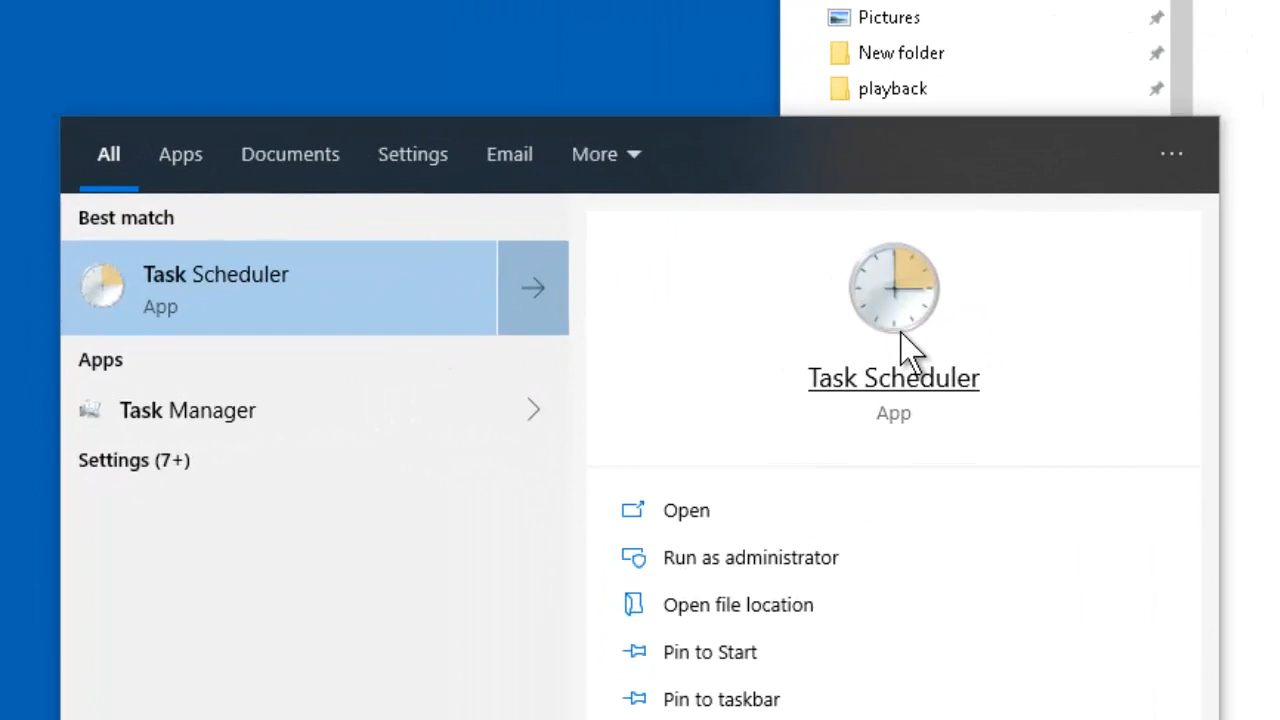 Pictures
New folder
playback
All Apps Documents Settings Email More
Best match
Task Scheduler
App
Apps
Task Manager
Settings (7+)
Task Scheduler
App
Open
Run as administrator
Open file location
Pin to Start
Pin to taskbar